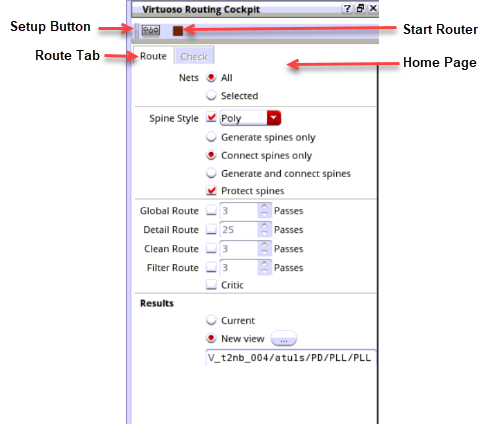 Virtuoso Routing Cockpit ? X
Setup Button
Start Router
Route Tab
Route Check
Home Page
Nets All
Selected
Spine Style Poly
Generate spines only
Connect spines only
Generate and connect spines
Protect spines
Global Route 3 Passes
Detail Route 25 Passes
Clean Route 3 Passes
Filter Route 3 Passes
Critic
Results
Current
New view ...
V_t2nb_004/atuls/PD/PLL/PLL